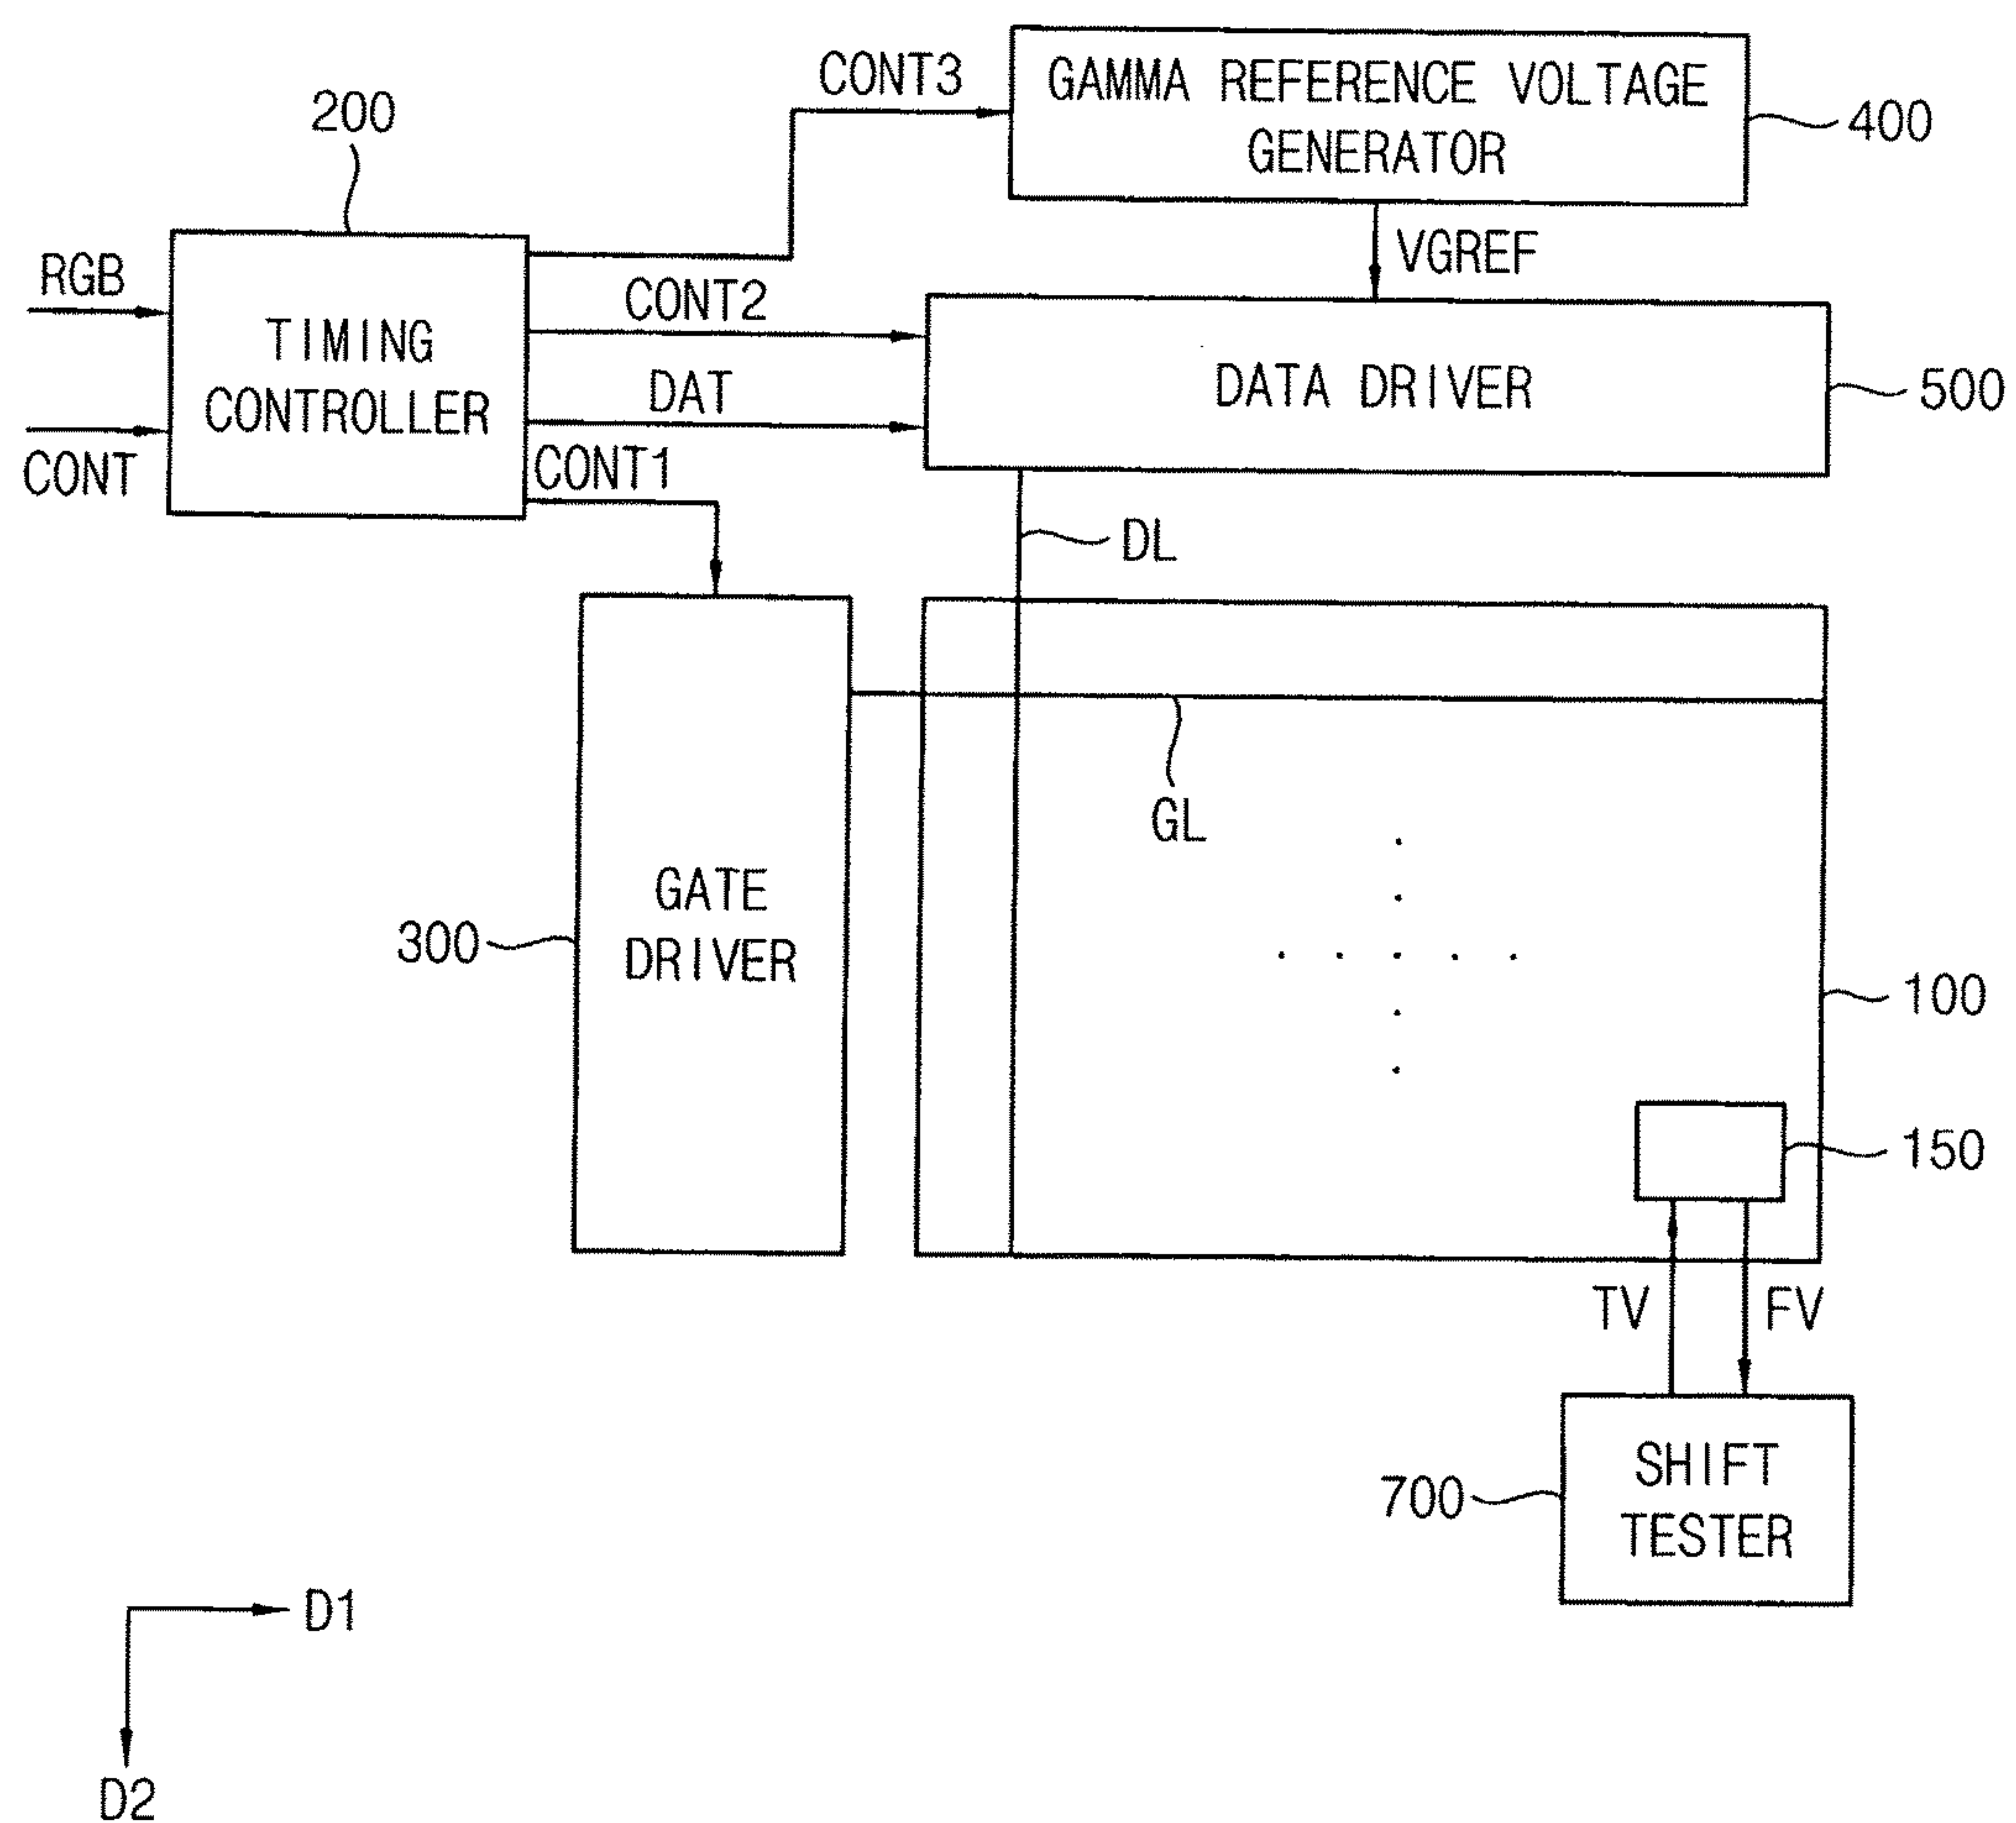 CONT3
GAMMA REFERENCE VOLTAGE
GENERATOR
400
200
RGB
VGREF
CONT2
TIMING
CONTROLLER
DAT
DATA DRIVER
500
CONT
CONT1
DL
GL
GATE
DRIVER
300
100
150
TV
FV
SHIFT
TESTER
700
D1
D2